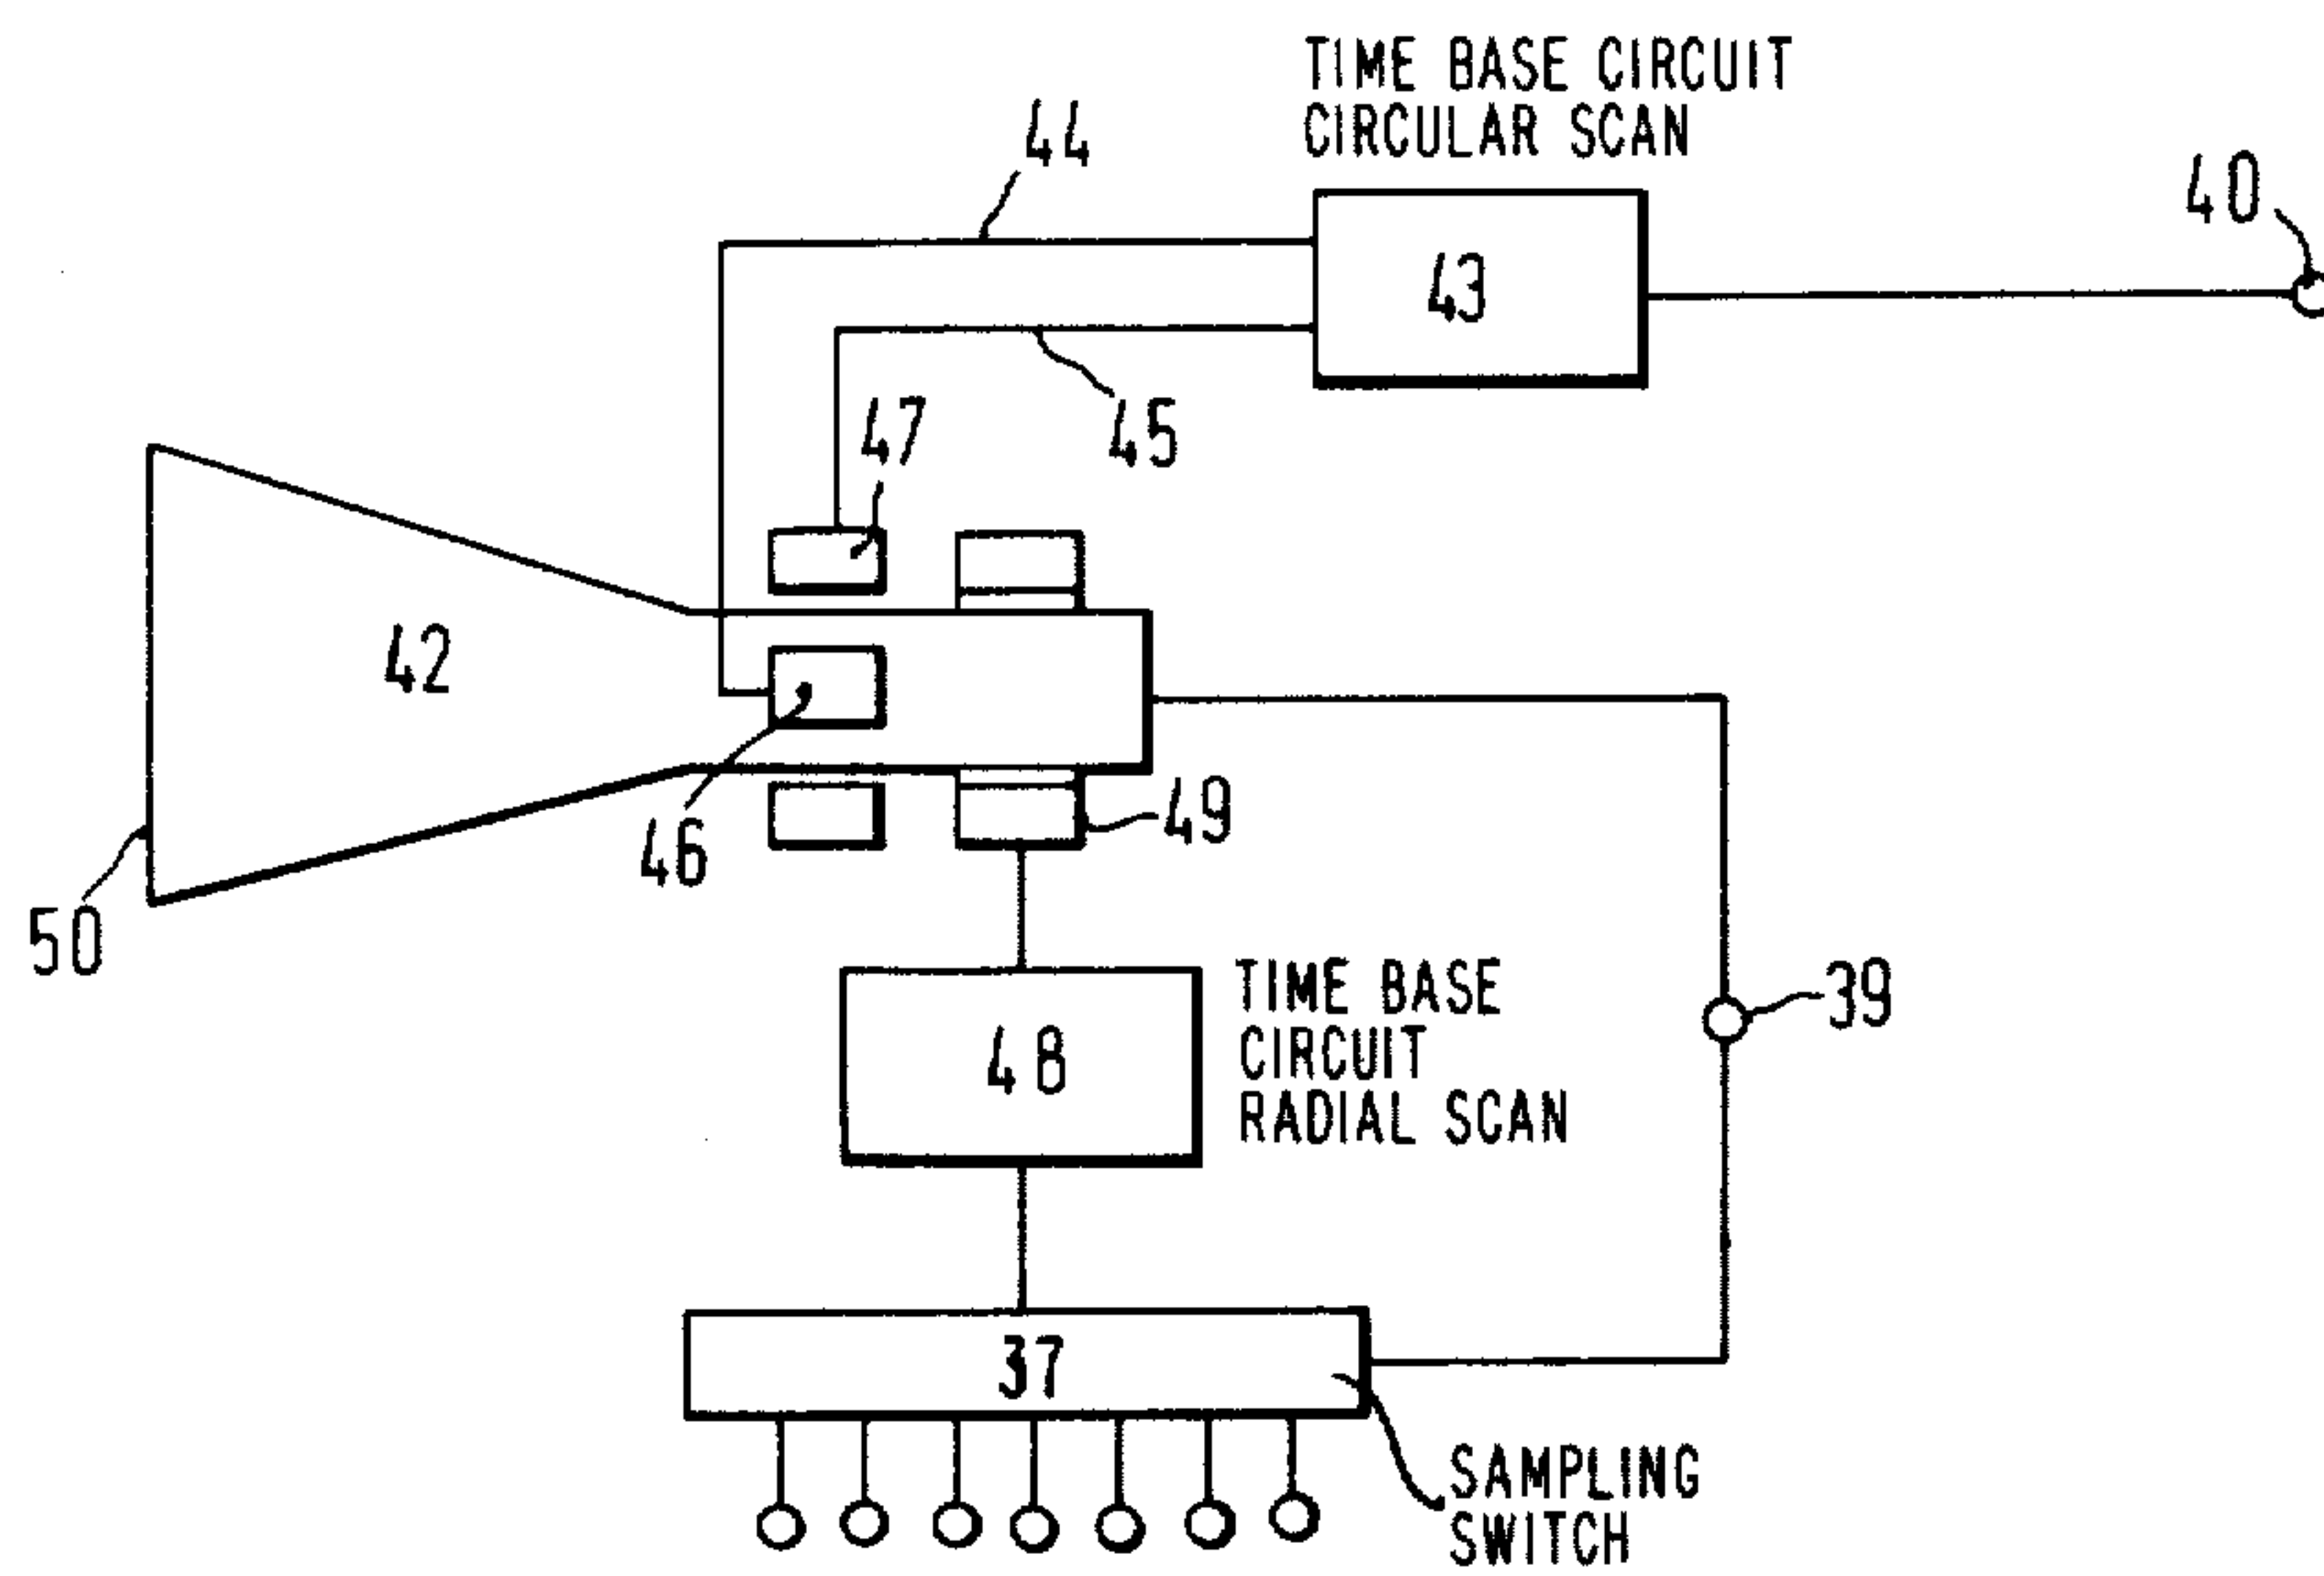 TIME BASE CIRCUIT
CIRCULAR SCAN
44
40
43
45
47
42
46
49
50
39
TIME BASE
CIRCUIT
RADIAL SCAN
48
37
SAMPLING
SWITCH